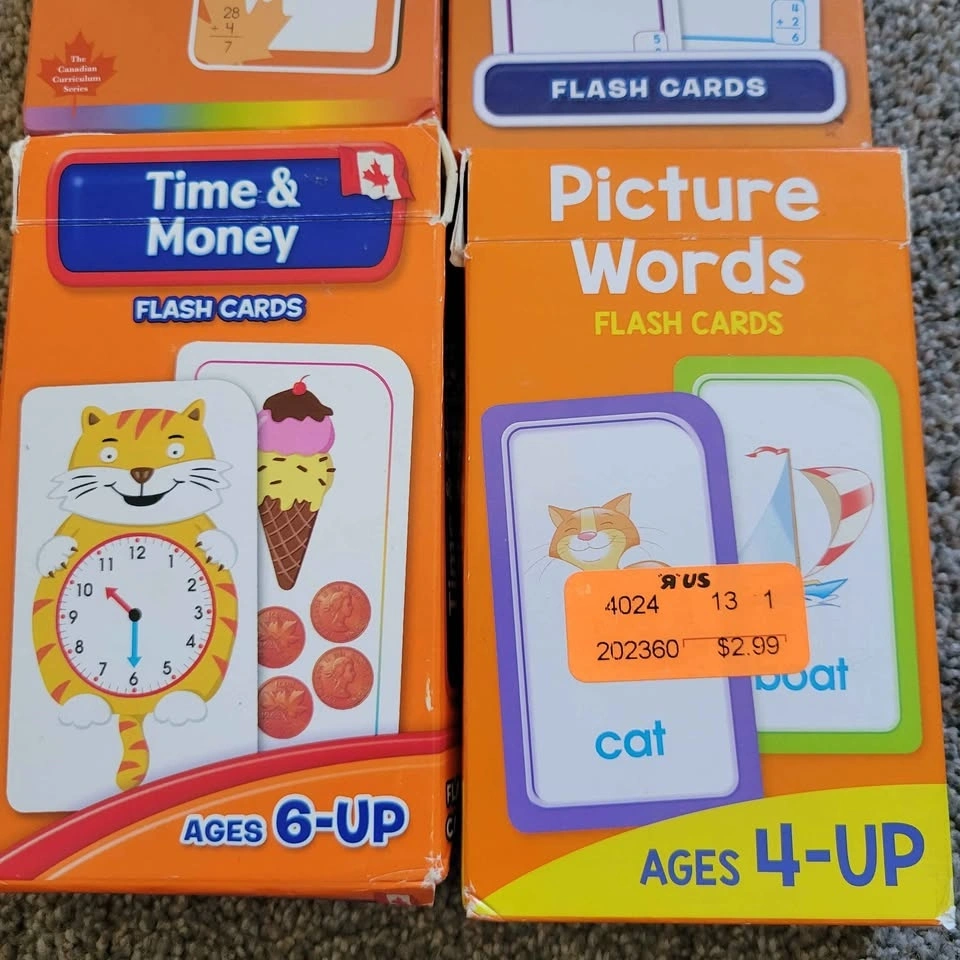 28
+ 4
7
The
Canadian
Curriculum
Series
5
4
+ 2
6
FLASH CARDS
Time &
Money
FLASH CARDS
12
1
2
3
4
5
6
7
8
9
10
11
AGES 6-UP
Picture
Words
FLASH CARDS
"R" US
4024 13 1
202360 $2.99
boat
cat
AGES 4-UP